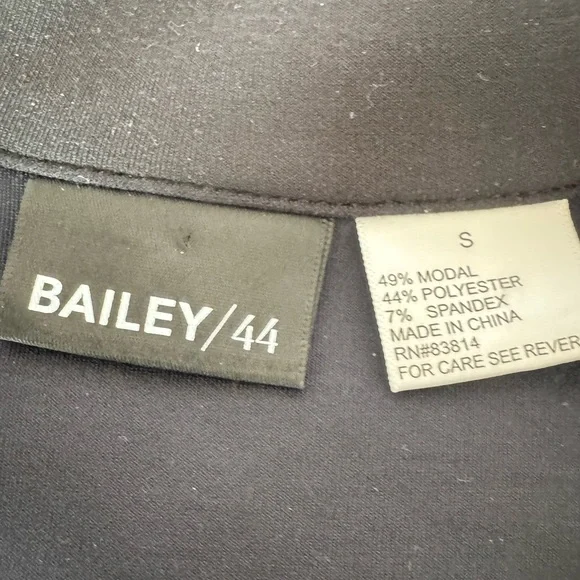 BAILEY/44
S
49% MODAL
44% POLYESTER
7% SPANDEX
MADE IN CHINA
RN#83814
FOR CARE SEE REVER